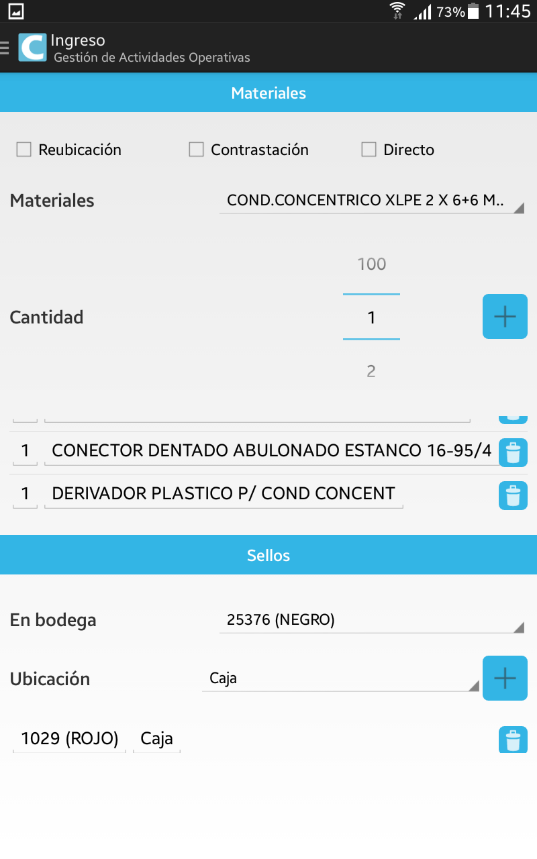 73% 11:45
C Ingreso
Gestión de Actividades Operativas
Materiales
Reubicación Contrastación Directo
Materiales COND.CONCENTRICO XLPE 2 X 6+6 M..
100
Cantidad 1
2
1 CONECTOR DENTADO ABULONADO ESTANCO 16-95/4
1 DERIVADOR PLASTICO P/ COND CONCENT
Sellos
En bodega 25376 (NEGRO)
Ubicación Caja
1029 (ROJO) Caja